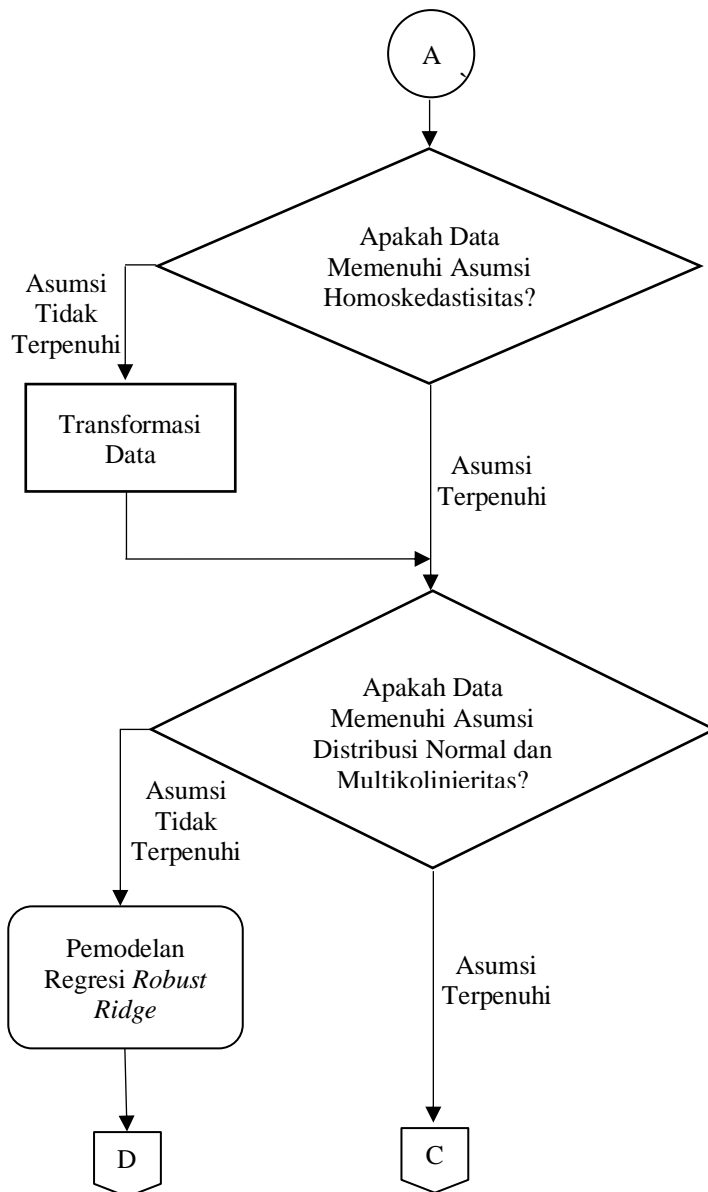 A
Apakah Data
Memenuhi Asumsi
Homoskedastisitas?
Asumsi
Tidak
Terpenuhi
Transformasi
Data
Asumsi
Terpenuhi
Apakah Data
Memenuhi Asumsi
Distribusi Normal dan
Multikolinieritas?
Asumsi
Tidak
Terpenuhi
Pemodelan
Regresi Robust
Ridge
Asumsi
Terpenuhi
D
C